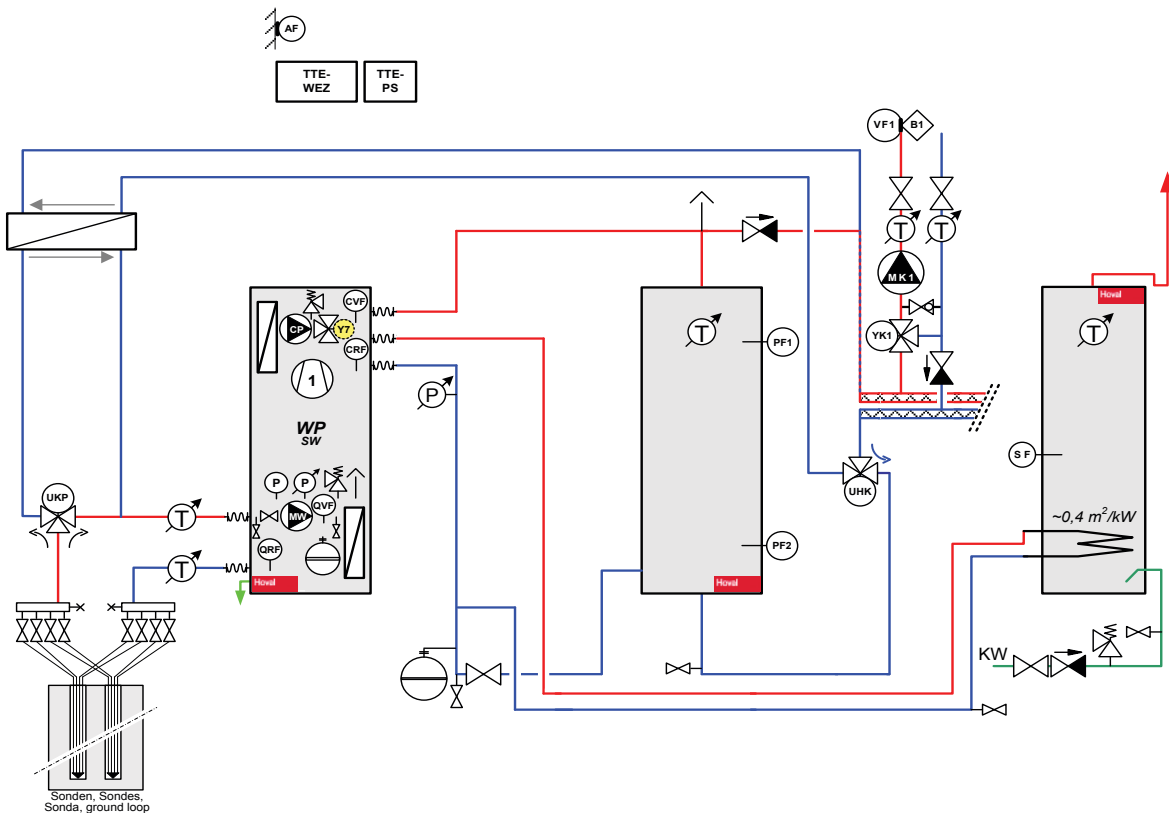 AF
TTE-
WEZ
TTE-
PS
VF1
B1
T
T
MK1
YK1
CVF
CP
Y7
CRF
1
WP
SW
P
P
P
MW
QVF
QRF
Hoval
T
PF1
PF2
Hoval
UHK
Hoval
T
SF
~0,4 m²/kW
KW
UKP
T
T
Sonden, Sondes,
Sonda, ground loop